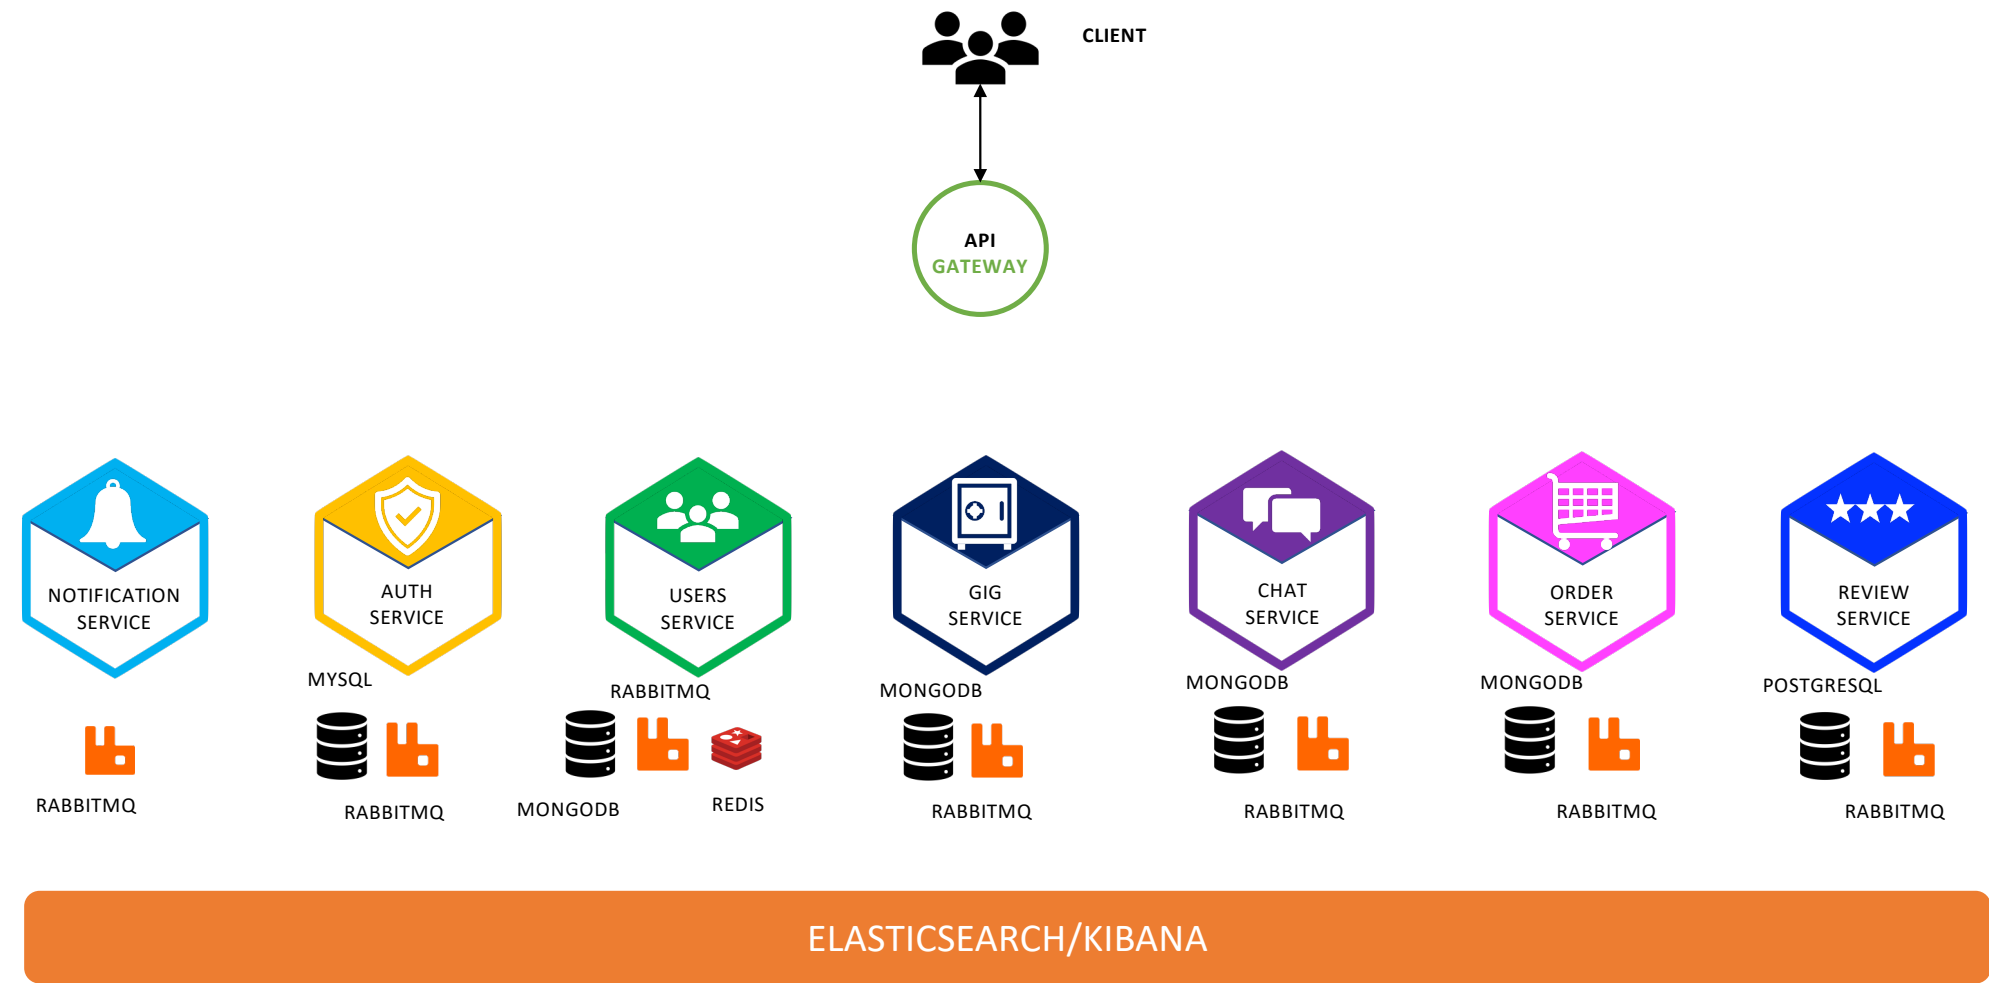 CLIENT
API
GATEWAY
NOTIFICATION
SERVICE
AUTH
SERVICE
USERS
SERVICE
GIG
SERVICE
CHAT
SERVICE
ORDER
SERVICE
REVIEW
SERVICE
MYSQL
RABBITMQ
MONGODB
MONGODB
MONGODB
POSTGRESQL
RABBITMQ
RABBITMQ
MONGODB
REDIS
RABBITMQ
RABBITMQ
RABBITMQ
RABBITMQ
ELASTICSEARCH/KIBANA